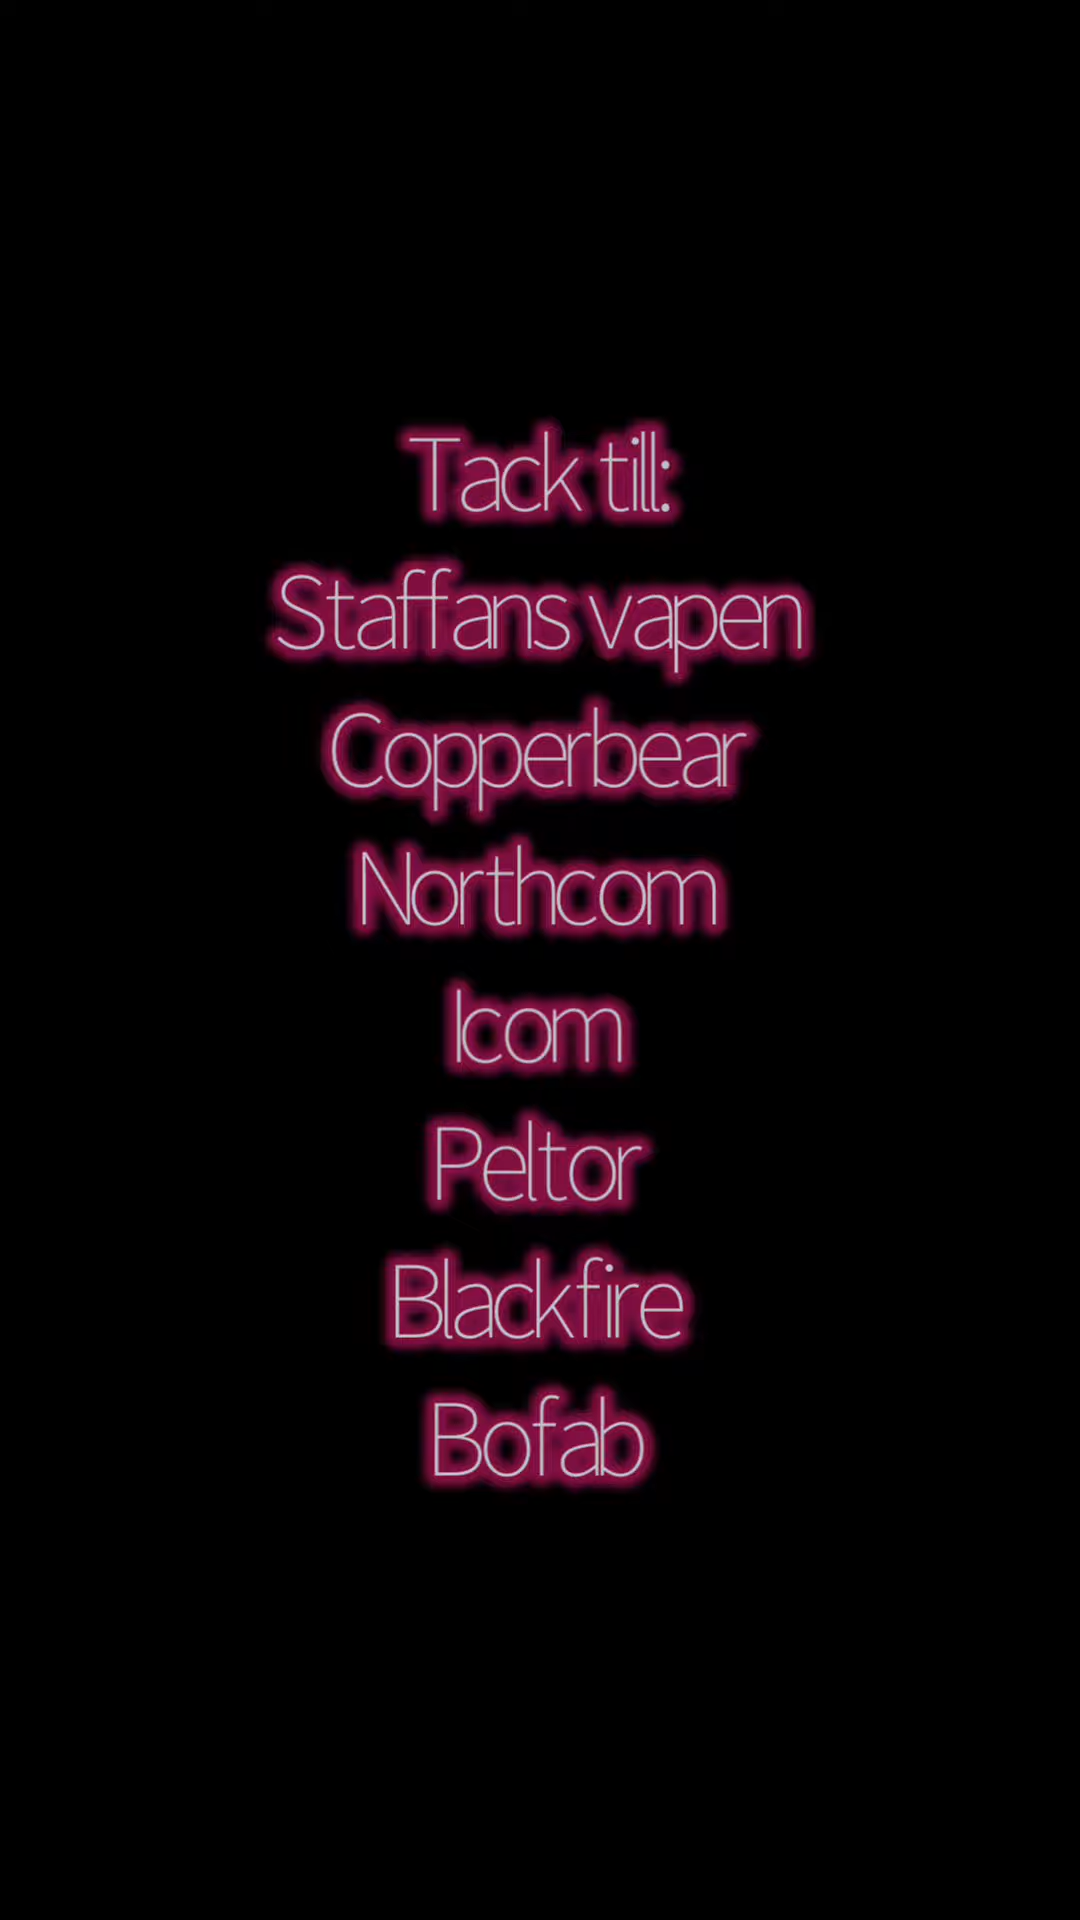 Tack till:
Staffans vapen
Copperbear
Northcom
Icom
Peltor
Blackfire
Bofab